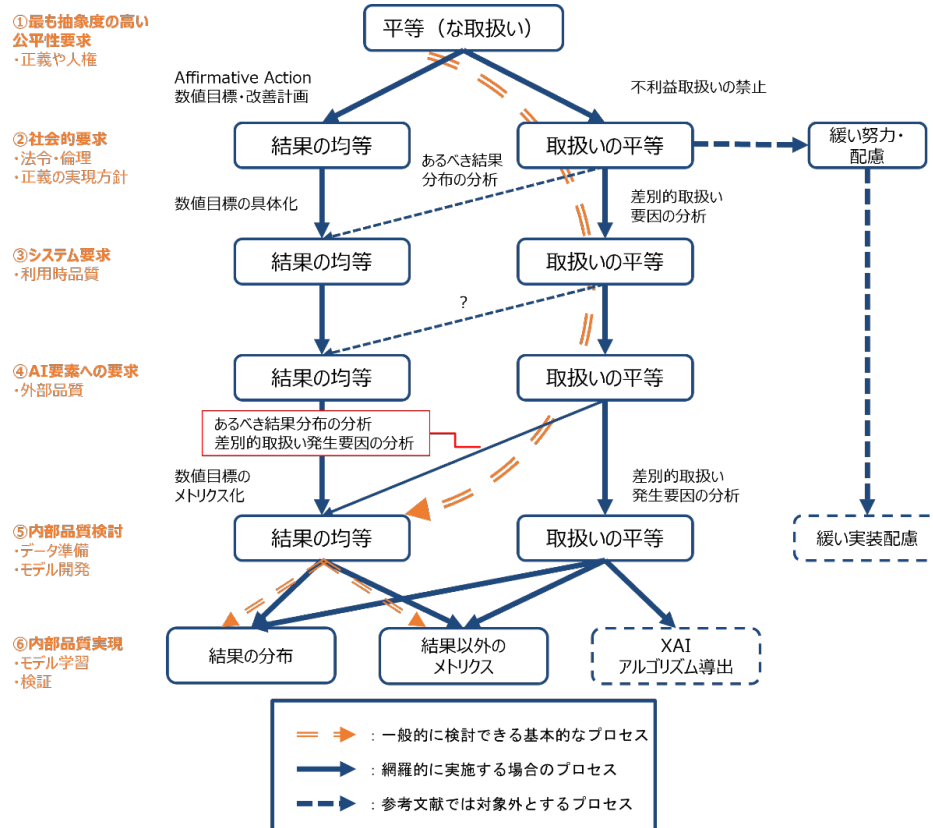 ①最も抽象度の高い
公平性要求
・正義や人権
平等（な取扱い）
Affirmative Action
数値目標・改善計画
不利益取扱いの禁止
②社会的要求
・法令・倫理
・正義の実現方針
結果の均等
取扱いの平等
緩い努力・
配慮
あるべき結果
分布の分析
数値目標の具体化
差別的取扱い
要因の分析
③システム要求
・利用時品質
結果の均等
取扱いの平等
?
④AI要素への要求
・外部品質
結果の均等
取扱いの平等
あるべき結果分布の分析
差別的取扱い発生要因の分析
数値目標の
メトリクス化
差別的取扱い
発生要因の分析
⑤内部品質検討
・データ準備
・モデル開発
結果の均等
取扱いの平等
緩い実装配慮
⑥内部品質実現
・モデル学習
・検証
結果の分布
結果以外の
メトリクス
XAI
アルゴリズム導出
：一般的に検討できる基本的なプロセス
：網羅的に実施する場合のプロセス
：参考文献では対象外とするプロセス